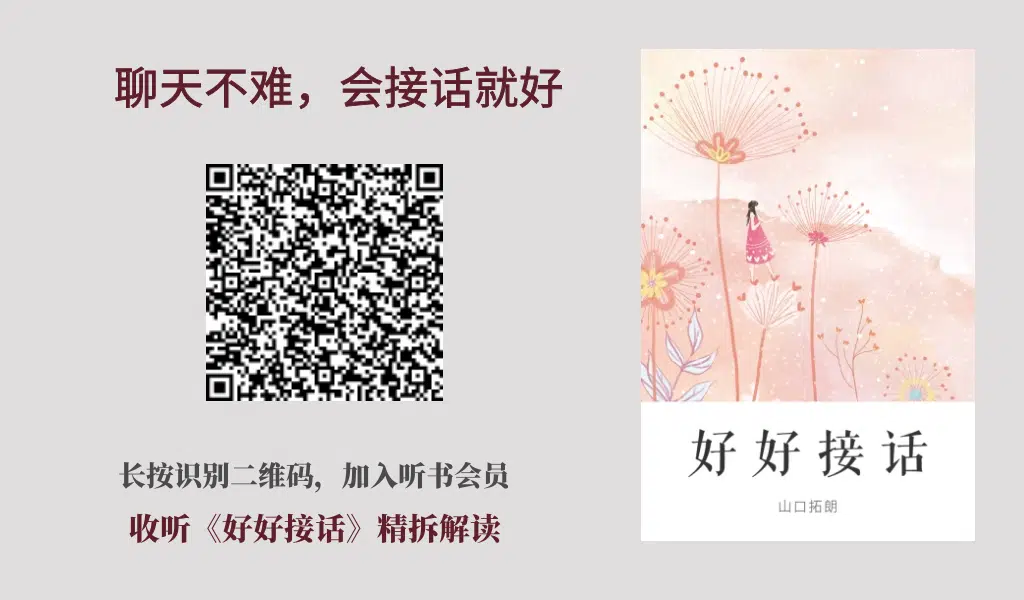 聊天不难，会接话就好
长按识别二维码，加入听书会员
收听《好好接话》精拆解读
好好接话
山口拓朗